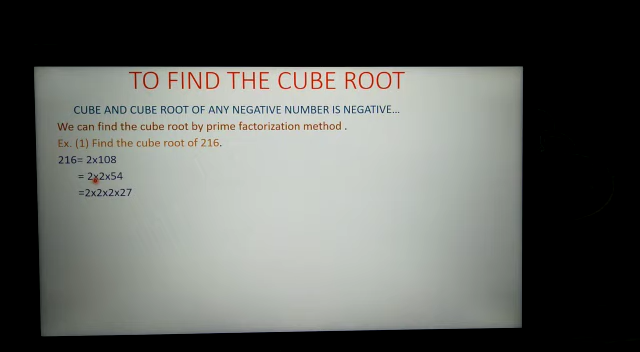 TO FIND THE CUBE ROOT
CUBE AND CUBE ROOT OF ANY NEGATIVE NUMBER IS NEGATIVE...
We can find the cube root by prime factorization method .
Ex. (1) Find the cube root of 216.
216= 2x108
= 2x2x54
=2x2x2x27